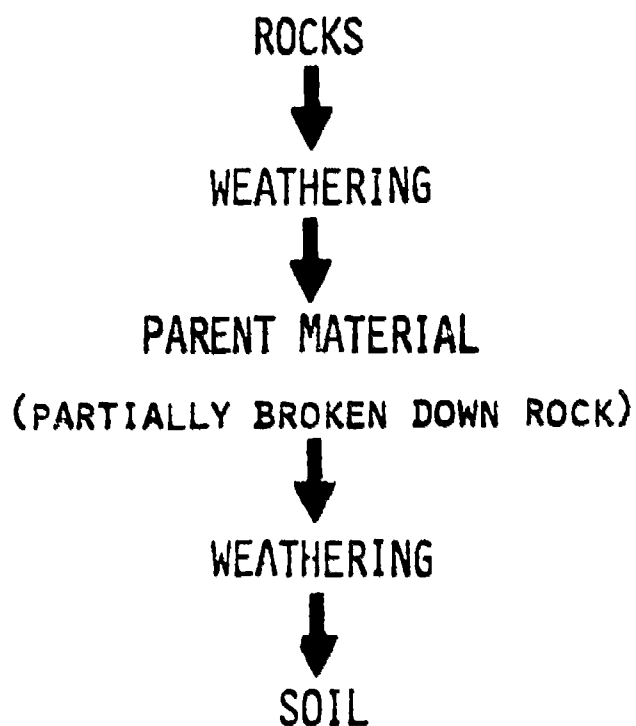 ROCKS
WEATHERING
PARENT MATERIAL
(PARTIALLY BROKEN DOWN ROCK)
WEATHERING
SOIL